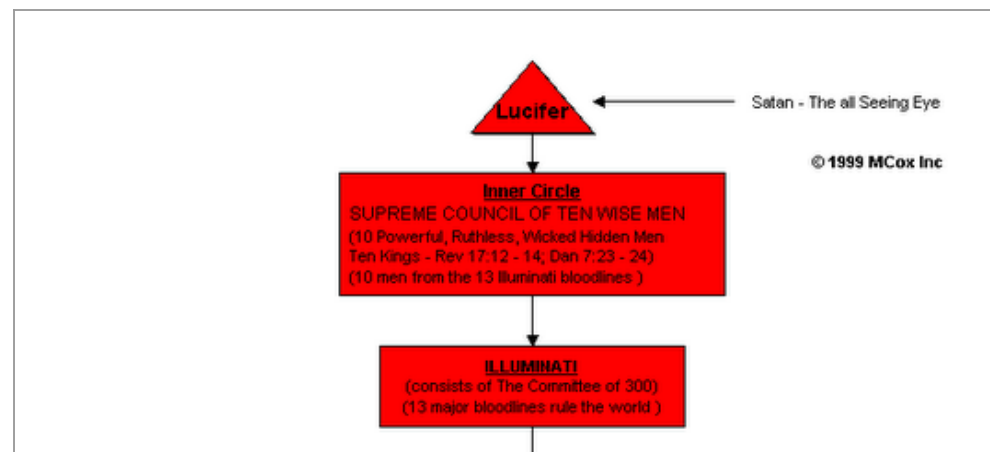 Lucifer
Satan - The all Seeing Eye
© 1999 MCox Inc
Inner Circle
SUPREME COUNCIL OF TEN WISE MEN
(10 Powerful, Ruthless, Wicked Hidden Men
Ten Kings - Rev 17:12 - 14; Dan 7:23 - 24)
(10 men from the 13 Illuminati bloodlines )
ILLUMINATI
(consists of The Committee of 300)
(13 major bloodlines rule the world )